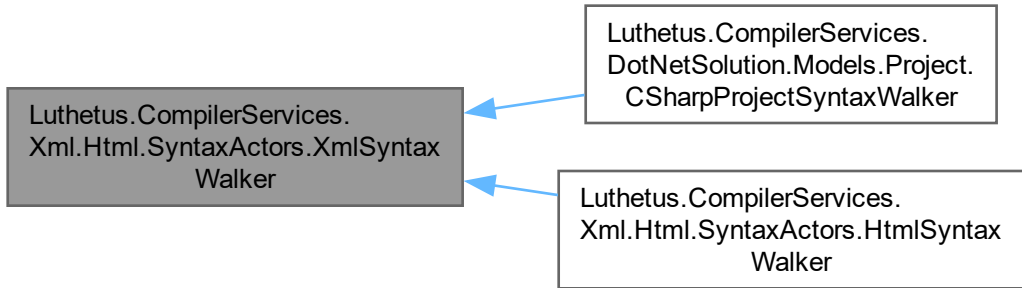 Luthetus.CompilerServices.
Xml.Html.SyntaxActors.XmlSyntax
Walker
Luthetus.CompilerServices.
DotNetSolution.Models.Project.
CSharpProjectSyntaxWalker
Luthetus.CompilerServices.
Xml.Html.SyntaxActors.HtmlSyntax
Walker